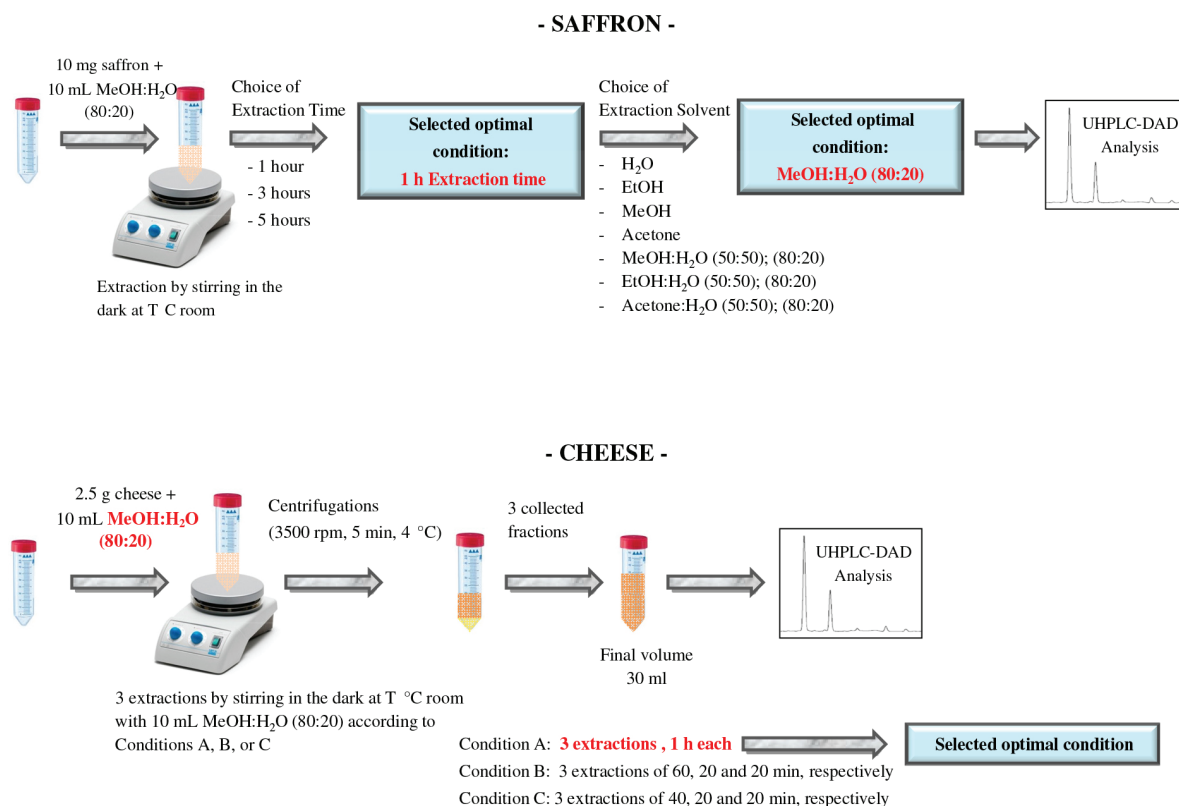 - SAFFRON -
10 mg saffron +
10 mL MeOH:H₂O
(80:20)
Extraction by stirring in the
dark at T C room
Choice of
Extraction Time
- 1 hour
- 3 hours
- 5 hours
Selected optimal
condition:
1 h Extraction time
Choice of
Extraction Solvent
- H₂O
- EtOH
- MeOH
- Acetone
- MeOH:H₂O (50:50); (80:20)
- EtOH:H₂O (50:50); (80:20)
- Acetone:H₂O (50:50); (80:20)
Selected optimal
condition:
MeOH:H₂O (80:20)
UHPLC-DAD
Analysis
- CHEESE -
2.5 g cheese +
10 mL MeOH:H₂O
(80:20)
3 extractions by stirring in the dark at T °C room
with 10 mL MeOH:H₂O (80:20) according to
Conditions A, B, or C
Centrifugations
(3500 rpm, 5 min, 4 °C)
3 collected
fractions
Final volume
30 ml
UHPLC-DAD
Analysis
Condition A: 3 extractions , 1 h each
Selected optimal condition
Condition B: 3 extractions of 60, 20 and 20 min, respectively
Condition C: 3 extractions of 40, 20 and 20 min, respectively